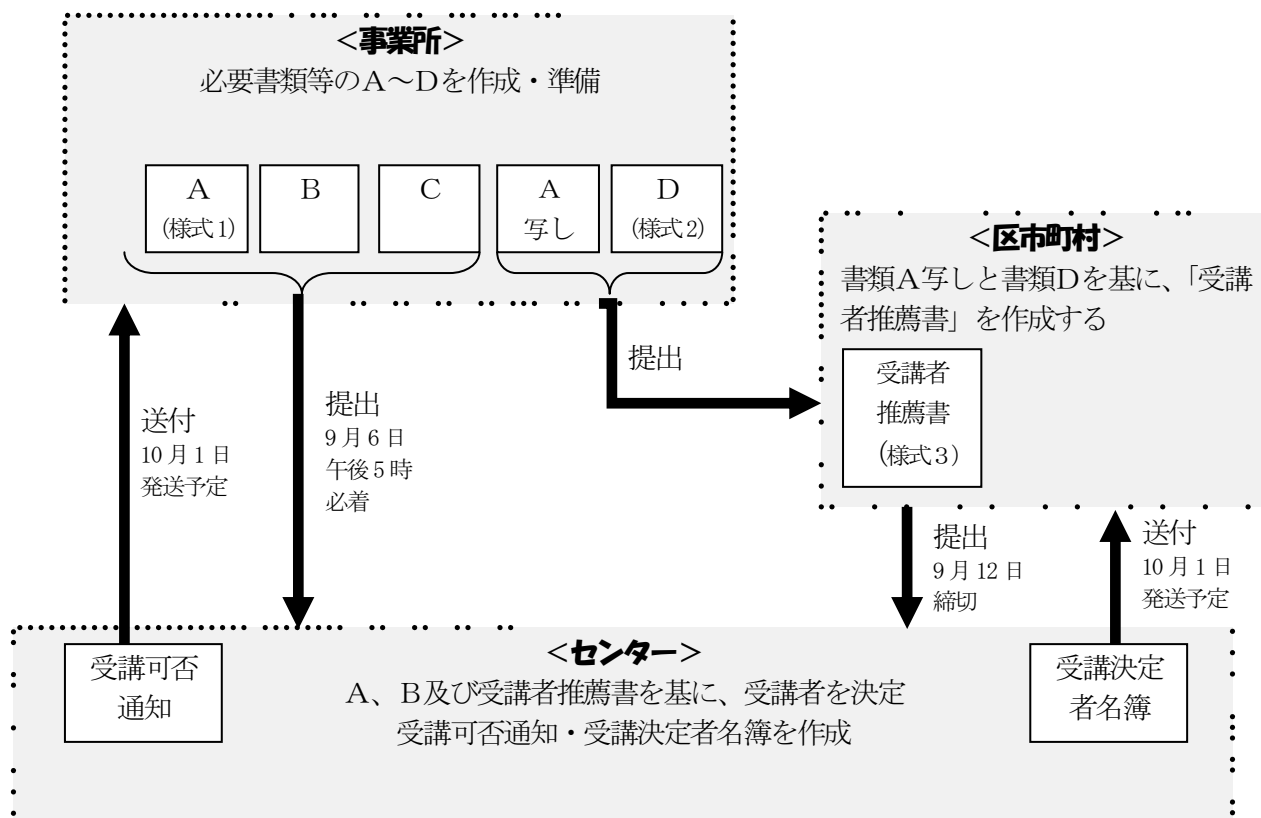 <事業所>
必要書類等のA～Dを作成・準備
A
(様式1)
B
C
A
写し
D
(様式2)
<区市町村>
書類A写しと書類Dを基に、「受講
者推薦書」を作成する
受講者
推薦書
(様式3)
提出
送付
10月1日
発送予定
提出
9月6日
午後5時
必着
提出
9月12日
締切
送付
10月1日
発送予定
<センター>
A、B及び受講者推薦書を基に、受講者を決定
受講可否通知・受講決定者名簿を作成
受講可否
通知
受講決定
者名簿